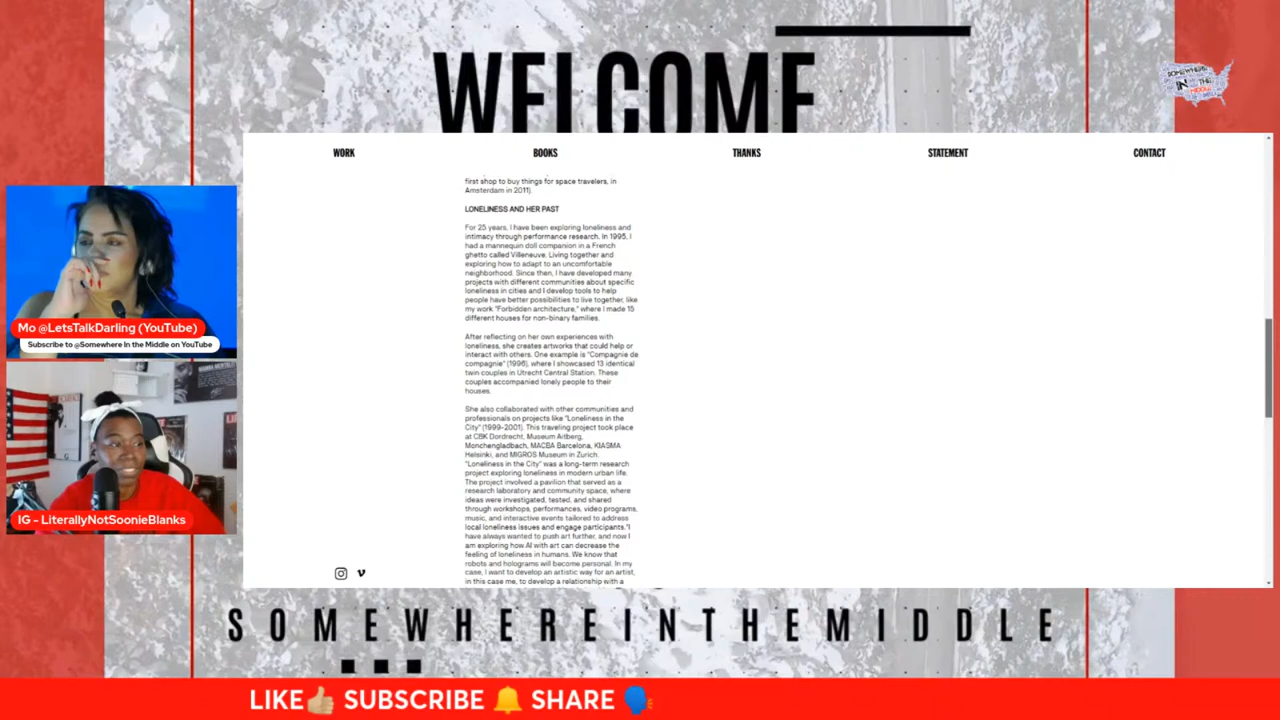 WELCOME
SOMEWHERE
IN THE
MIDDLE
WORK
BOOKS
THANKS
STATEMENT
CONTACT
first shop to buy things for space travelers, in
Amsterdam in 2011).
LONELINESS AND HER PAST
For 25 years, I have been exploring loneliness and
intimacy through performance research. In 1995, I
had a mannequin doll companion in a French
ghetto called Villeneuve. Living together and
exploring how to adapt to an uncomfortable
neighborhood. Since then, I have developed many
projects with different communities about specific
loneliness in cities and I develop tools to help
people have better possibilities to live together, like
my work "Forbidden architecture," where I made 15
different houses for non-binary families.
After reflecting on her own experiences with
loneliness, she creates artworks that could help or
interact with others. One example is "Compagnie de
compagnie" (1996), where I showcased 13 identical
twin couples in Utrecht Central Station. These
couples accompanied lonely people to their
houses.
She also collaborated with other communities and
professionals on projects like "Loneliness in the
City" (1999-2001). This traveling project took place
at CBK Dordrecht, Museum Aitberg,
Monchengladbach, MACBA Barcelona, KIASMA
Helsinki, and MIGROS Museum in Zurich.
"Loneliness in the City" was a long-term research
project exploring loneliness in modern urban life.
The project involved a pavilion that served as a
research laboratory and community space, where
ideas were investigated, tested, and shared
through workshops, performances, video programs,
music, and interactive events tailored to address
local loneliness issues and engage participants."I
have always wanted to push art further, and now I
am exploring how AI with art can decrease the
feeling of loneliness in humans. We know that
robots and holograms will become personal. In my
case, I want to develop an artistic way for an artist,
in this case me, to develop a relationship with a
Mo @LetsTalkDarling (YouTube)
Subscribe to @Somewhere In the Middle on YouTube
IG - LiterallyNotSoonieBlanks
SOMEWHEREINTHEMIDDLE
LIKE👍🏼 SUBSCRIBE 🔔 SHARE 🗣️